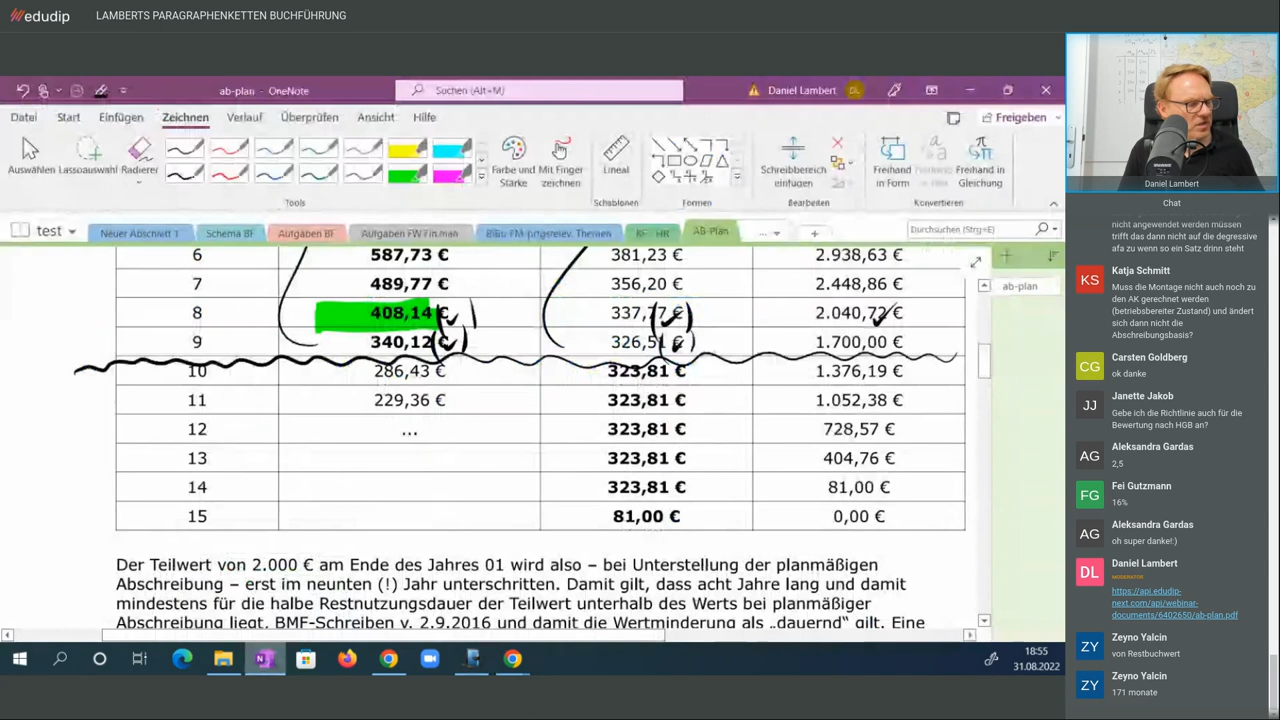 edudip
LAMBERTS PARAGRAPHENKETTEN BUCHFÜHRUNG
ab-plan - OneNote
Suchen (Alt+M)
Daniel Lambert
DL
Datei
Start
Einfügen
Zeichnen
Verlauf
Überprüfen
Ansicht
Hilfe
Freigeben
Auswählen
Lassoauswahl
Radierer
Farbe und Stärke
Mit Finger zeichnen
Lineal
Schreibbereich einfügen
Freihand in Form
Freihand in Gleichung
Tools
Schablonen
Formen
Bearbeiten
Konvertieren
test
Neuer Abschnitt 1
Schema BF
Aufgaben BF
Aufgaben FW Fin.man
AB-Plan
Durchsuchen (Strg+E)
ab-plan
6 587,73 € 381,23 € 2.938,63 €
7 489,77 € 356,20 € 2.448,86 €
8 408,14 € 337,77 € 2.040,72 €
9 340,12 € 326,51 € 1.700,00 €
10 286,43 € 323,81 € 1.376,19 €
11 229,36 € 323,81 € 1.052,38 €
12 ... 323,81 € 728,57 €
13 323,81 € 404,76 €
14 323,81 € 81,00 €
15 81,00 € 0,00 €
Der Teilwert von 2.000 € am Ende des Jahres 01 wird also – bei Unterstellung der planmäßigen
Abschreibung – erst im neunten (!) Jahr unterschritten. Damit gilt, dass acht Jahre lang und damit
mindestens für die halbe Restnutzungsdauer der Teilwert unterhalb des Werts bei planmäßiger
Abschreibung liegt. BMF-Schreiben v. 2.9.2016 und damit die Wertminderung als „dauernd“ gilt. Eine
18:55
31.08.2022
Daniel Lambert
Chat
nicht angewendet werden müssen
trifft das dann nicht auf die degressive
afa zu wenn so ein Satz drinn steht
KS
Katja Schmitt
Muss die Montage nicht auch noch zu
den AK gerechnet werden
(betriebsbereiter Zustand) und ändert
sich dann nicht die
Abschreibungsbasis?
CG
Carsten Goldberg
ok danke
JJ
Janette Jakob
Gebe ich die Richtlinie auch für die
Bewertung nach HGB an?
AG
Aleksandra Gardas
2,5
FG
Fei Gutzmann
16%
AG
Aleksandra Gardas
oh super danke!:)
DL
Daniel Lambert
MODERATOR
https://api.edudip-
next.com/api/webinar-
documents/6402650/ab-plan.pdf
ZY
Zeyno Yalcin
von Restbuchwert
ZY
Zeyno Yalcin
171 monate